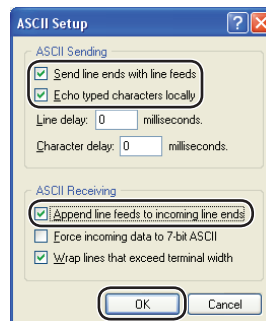 ASCII Setup
ASCII Sending
Send line ends with line feeds
Echo typed characters locally
Line delay: 0 milliseconds.
Character delay: 0 milliseconds.
ASCII Receiving
Append line feeds to incoming line ends
Force incoming data to 7-bit ASCII
Wrap lines that exceed terminal width
OK Cancel